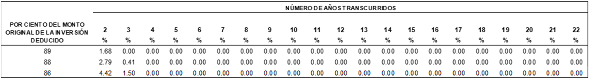 NÚMERO DE AÑOS TRANSCURRIDOS
POR CIENTO DEL MONTO ORIGINAL DE LA INVERSIÓN DEDUCIDO 2 3 4 5 6 7 8 9 10 11 12 13 14 15 16 17 18 19 20 21 22
% % % % % % % % % % % % % % % % % % % % %
89 1.68 0.00 0.00 0.00 0.00 0.00 0.00 0.00 0.00 0.00 0.00 0.00 0.00 0.00 0.00 0.00 0.00 0.00 0.00 0.00 0.00
88 2.79 0.41 0.00 0.00 0.00 0.00 0.00 0.00 0.00 0.00 0.00 0.00 0.00 0.00 0.00 0.00 0.00 0.00 0.00 0.00 0.00
86 4.42 1.50 0.00 0.00 0.00 0.00 0.00 0.00 0.00 0.00 0.00 0.00 0.00 0.00 0.00 0.00 0.00 0.00 0.00 0.00 0.00